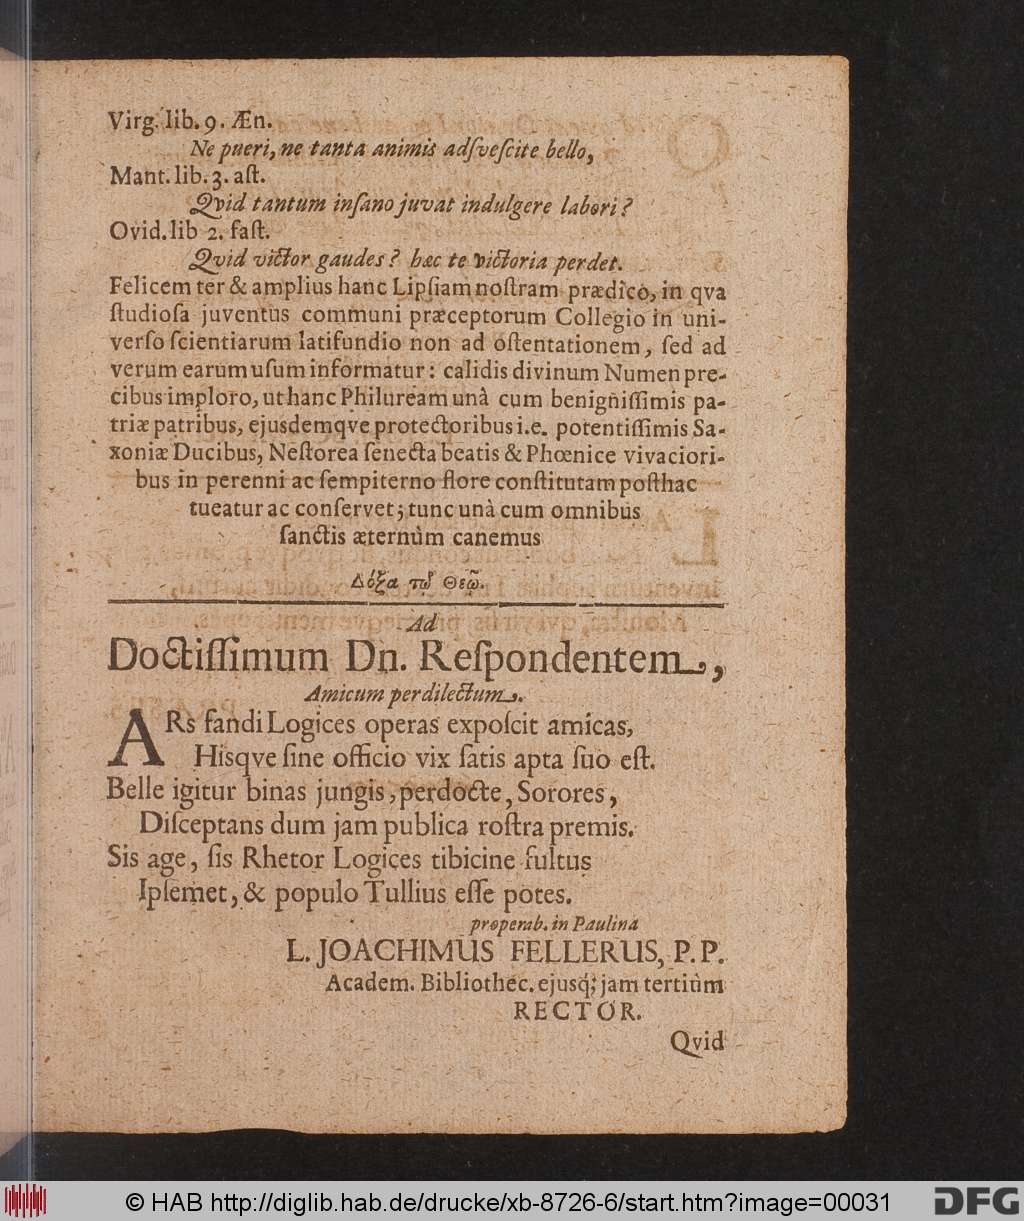 Virg. lib. 9. Æn.
Ne pueri, ne tanta animis adſveſcite bello,
Mant. lib. 3. aſt.
Qvid tantum inſano juvat indulgere labori?
Ovid. lib 2. faſt.
Qvid victor gaudes? hæc te victoria perdet.
Felicem ter & amplius hanc Lipſiam noſtram prædico, in qva
ſtudioſa juventus communi præceptorum Collegio in uni-
verſo ſcientiarum latifundio non ad oſtentationem, ſed ad
verum earum uſum informatur: calidis divinum Numen pre-
cibus imploro, ut hanc Philuream unà cum benigniſſimis pa-
triæ patribus, ejusdemqve protectoribus i.e. potentiſſimis Sa-
xoniæ Ducibus, Neſtorea ſenecta beatis & Phœnice vivaciori-
bus in perenni ac ſempiterno flore conſtitutam poſthac
tueatur ac conſervet; tunc unà cum omnibus
ſanctis æternùm canemus
Δόξα τῷ Θεῷ.
Ad
Doctiſſimum Dn. Reſpondentem,
Amicum perdilectum.
ARs fandi Logices operas expoſcit amicas,
Hisqve ſine officio vix ſatis apta ſuo eſt.
Belle igitur binas jungis, perdocte, Sorores,
Diſceptans dum jam publica roſtra premis.
Sis age, ſis Rhetor Logices tibicine fultus
Ipſemet, & populo Tullius eſſe potes.
properab. in Paulina
L. JOACHIMUS FELLERUS, P. P.
Academ. Bibliothec. ejusq́; jam tertiùm
RECTOR.
Qvid
© HAB http://diglib.hab.de/drucke/xb-8726-6/start.htm?image=00031
DFG